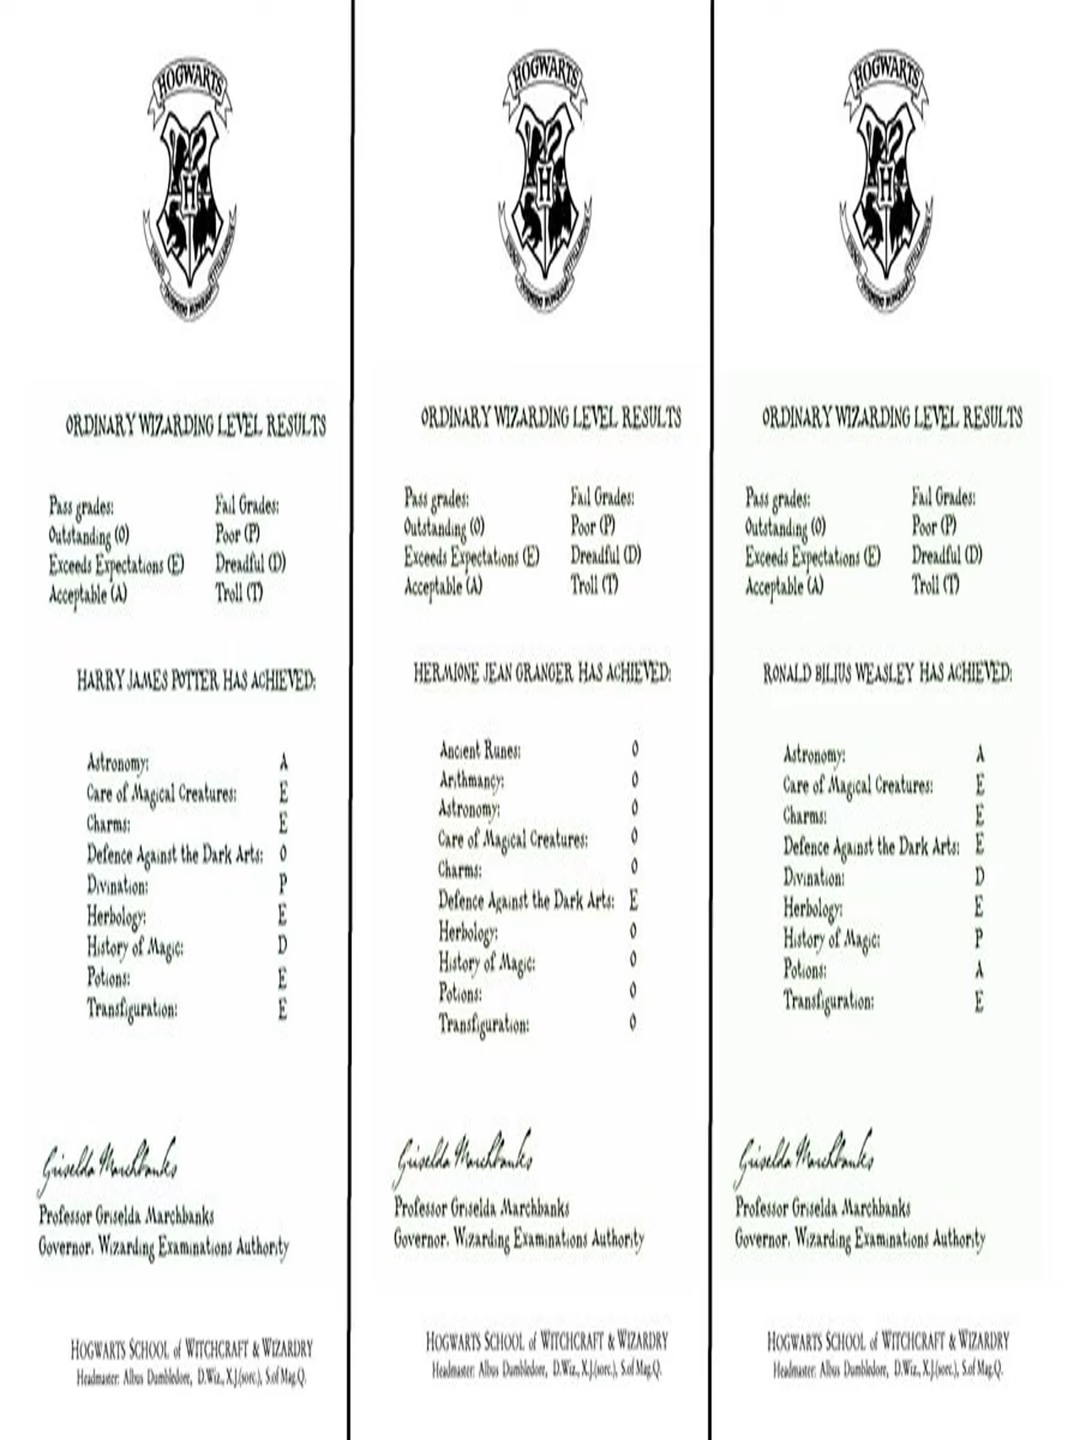 HOGWARTS
H
ORDINARY WIZARDING LEVEL RESULTS
Pass grades: Fail Grades:
Outstanding (O) Poor (P)
Exceeds Expectations (E) Dreadful (D)
Acceptable (A) Troll (T)
HARRY JAMES POTTER HAS ACHIEVED:
Astronomy: A
Care of Magical Creatures: E
Charms: E
Defence Against the Dark Arts: O
Divination: P
Herbology: E
History of Magic: D
Potions: E
Transfiguration: E
Griselda Marchbanks
Professor Griselda Marchbanks
Governor, Wizarding Examinations Authority
HOGWARTS SCHOOL of WITCHCRAFT & WIZARDRY
Headmaster: Albus Dumbledore, D.Wiz., X.J.(sorc.), S.of Mag.Q.
HOGWARTS
H
ORDINARY WIZARDING LEVEL RESULTS
Pass grades: Fail Grades:
Outstanding (O) Poor (P)
Exceeds Expectations (E) Dreadful (D)
Acceptable (A) Troll (T)
HERMIONE JEAN GRANGER HAS ACHIEVED:
Ancient Runes: O
Arithmancy: O
Astronomy: O
Care of Magical Creatures: O
Charms: O
Defence Against the Dark Arts: E
Herbology: O
History of Magic: O
Potions: O
Transfiguration: O
Griselda Marchbanks
Professor Griselda Marchbanks
Governor, Wizarding Examinations Authority
HOGWARTS SCHOOL of WITCHCRAFT & WIZARDRY
Headmaster: Albus Dumbledore, D.Wiz., X.J.(sorc.), S.of Mag.Q.
HOGWARTS
H
ORDINARY WIZARDING LEVEL RESULTS
Pass grades: Fail Grades:
Outstanding (O) Poor (P)
Exceeds Expectations (E) Dreadful (D)
Acceptable (A) Troll (T)
RONALD BILIUS WEASLEY HAS ACHIEVED:
Astronomy: A
Care of Magical Creatures: E
Charms: E
Defence Against the Dark Arts: E
Divination: D
Herbology: E
History of Magic: P
Potions: A
Transfiguration: E
Griselda Marchbanks
Professor Griselda Marchbanks
Governor, Wizarding Examinations Authority
HOGWARTS SCHOOL of WITCHCRAFT & WIZARDRY
Headmaster: Albus Dumbledore, D.Wiz., X.J.(sorc.), S.of Mag.Q.